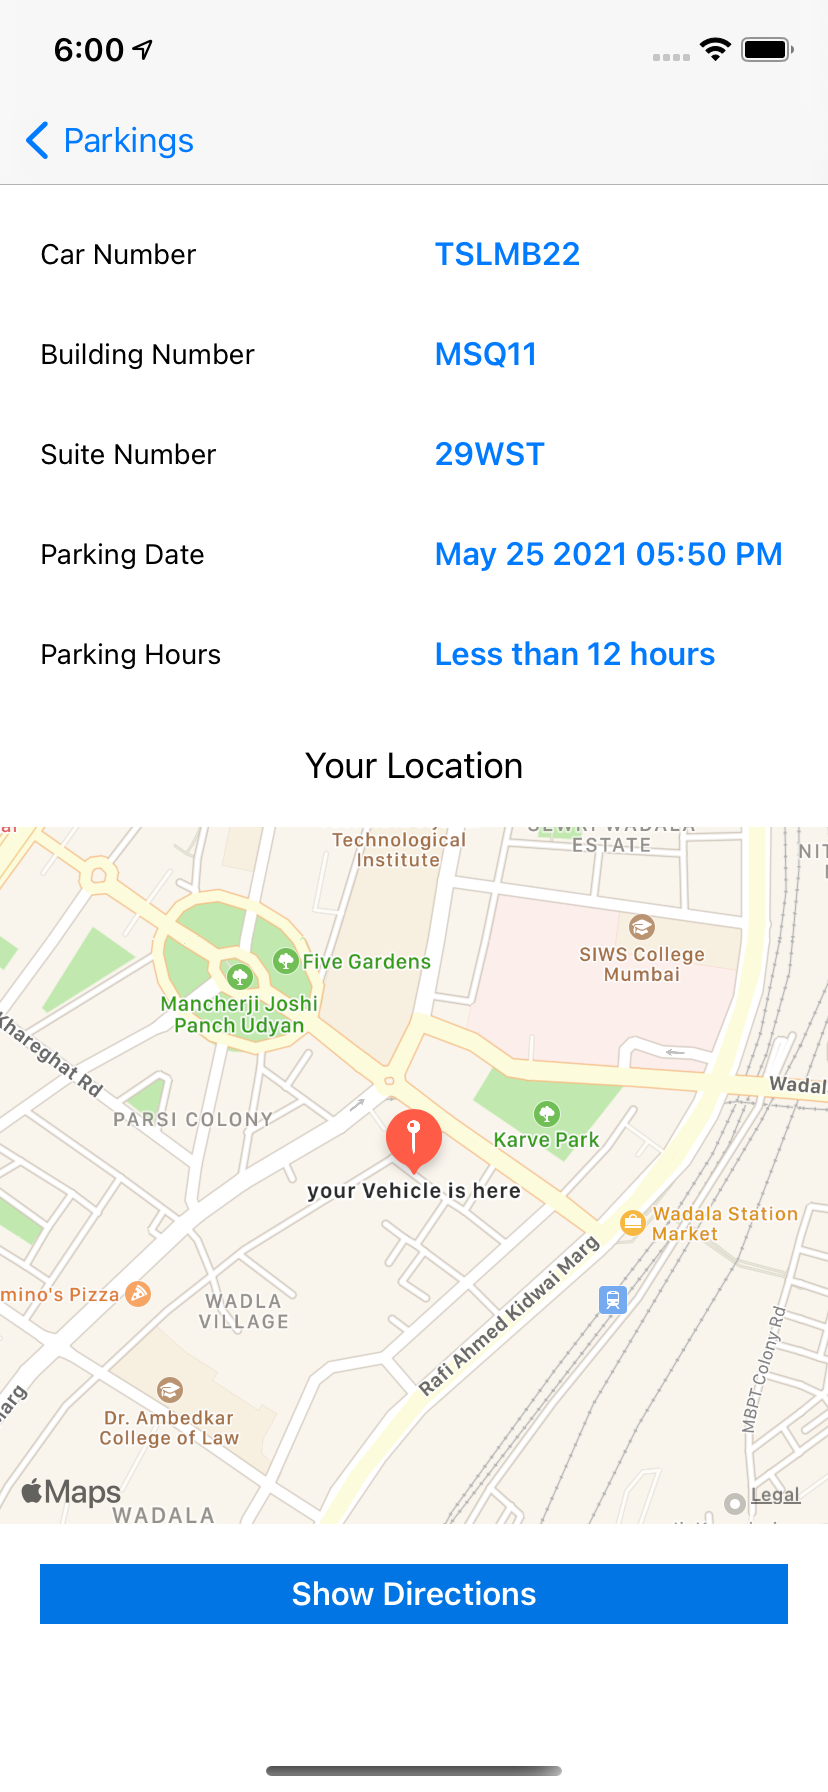 6:00
Parkings
Car Number TSLMB22
Building Number MSQ11
Suite Number 29WST
Parking Date May 25 2021 05:50 PM
Parking Hours Less than 12 hours
Your Location
Technological
Institute
SEWRI WADALA
ESTATE
NIT
SIWS College
Mumbai
Five Gardens
Mancherji Joshi
Panch Udyan
Khareghat Rd
PARSI COLONY
Wadal
Karve Park
your Vehicle is here
Wadala Station
Market
mino's Pizza
WADLA
VILLAGE
Rafi Ahmed Kidwai Marg
MBPT Colony Rd
Marg
Dr. Ambedkar
College of Law
Maps
WADALA
Legal
Show Directions